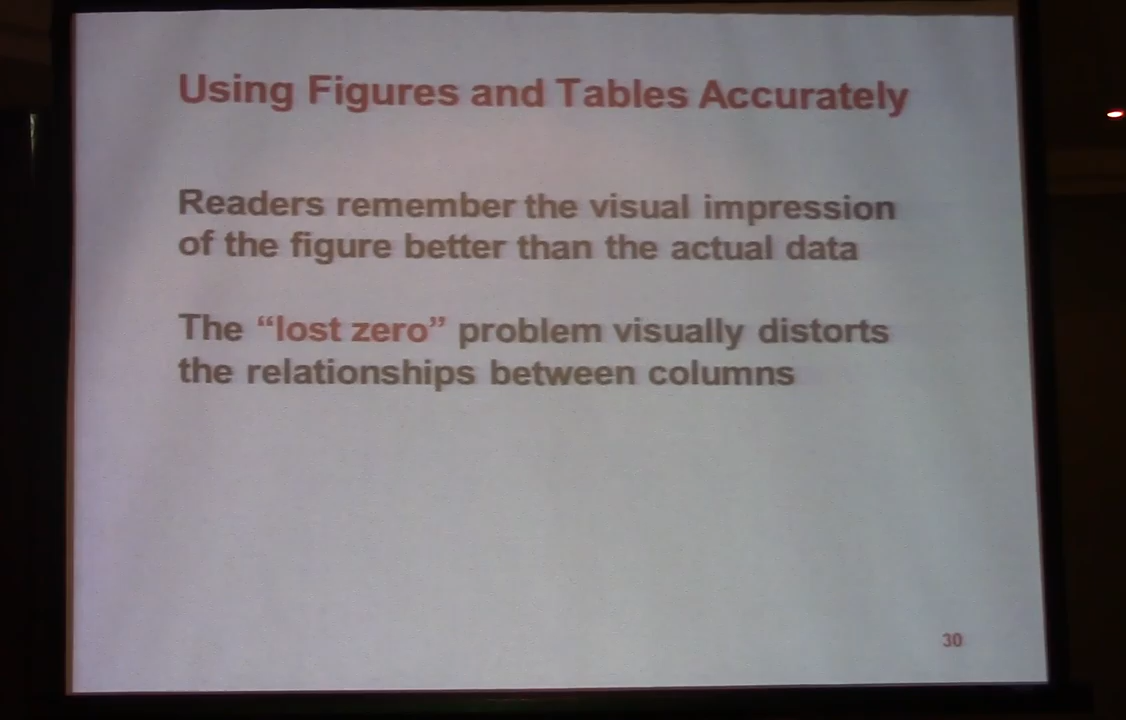 Using Figures and Tables Accurately
Readers remember the visual impression
of the figure better than the actual data
The “lost zero” problem visually distorts
the relationships between columns
30